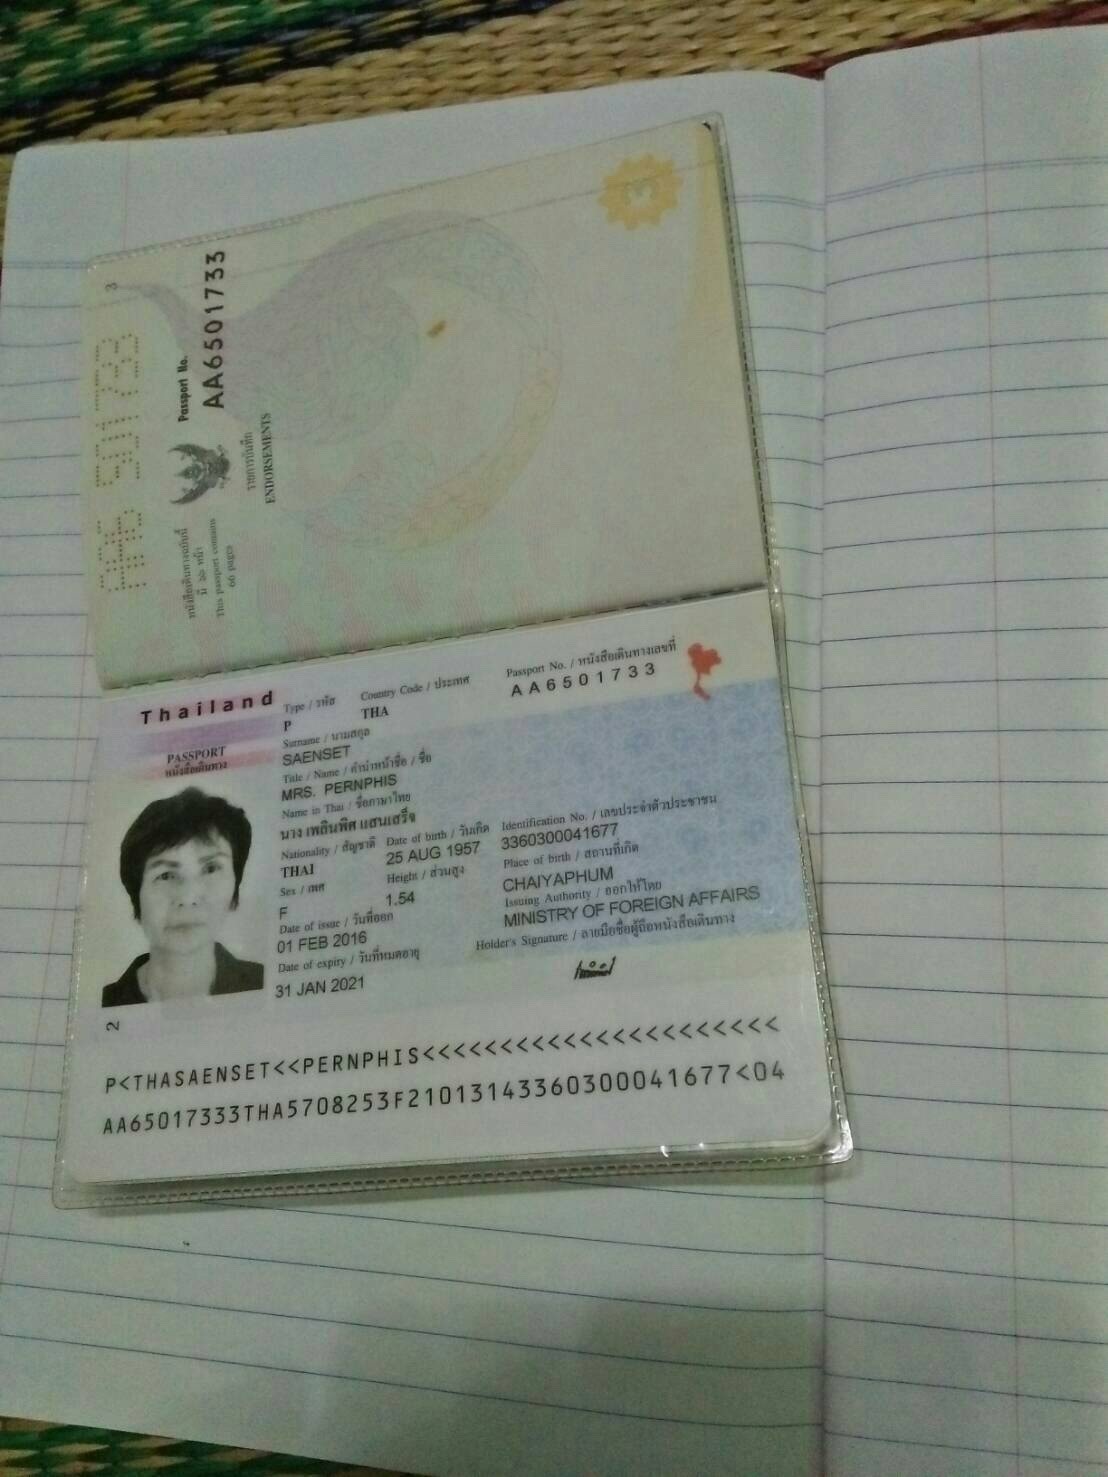 3
AA6501733
Passport No.
AA6501733
รายการบันทึก
ENDORSEMENTS
หนังสือเดินทางฉบับนี้
มี ๖๖ หน้า
This passport contains
66 pages
3
Thailand
PASSPORT
หนังสือเดินทาง
Type / รหัส Country Code / ประเทศ Passport No. / หนังสือเดินทางเลขที่
P THA AA6501733
Surname / นามสกุล
SAENSET
Title / Name / คำนำหน้าชื่อ / ชื่อ
MRS. PERNPHIS
Name in Thai / ชื่อภาษาไทย
นาง เพลินพิศ แสนเสร็จ
Nationality / สัญชาติ Date of birth / วันเกิด Identification No. / เลขประจำตัวประชาชน
THAI 25 AUG 1957 3360300041677
Sex / เพศ Height / ส่วนสูง Place of birth / สถานที่เกิด
F 1.54 CHAIYAPHUM
Date of issue / วันที่ออก Issuing Authority / ออกให้โดย
01 FEB 2016 MINISTRY OF FOREIGN AFFAIRS
Date of expiry / วันที่หมดอายุ Holder's Signature / ลายมือชื่อผู้ถือหนังสือเดินทาง
31 JAN 2021
2
P<THASAENSET<<PERNPHIS<<<<<<<<<<<<<<<<<<<<<<
AA65017333THA5708253F21013143360300041677<04